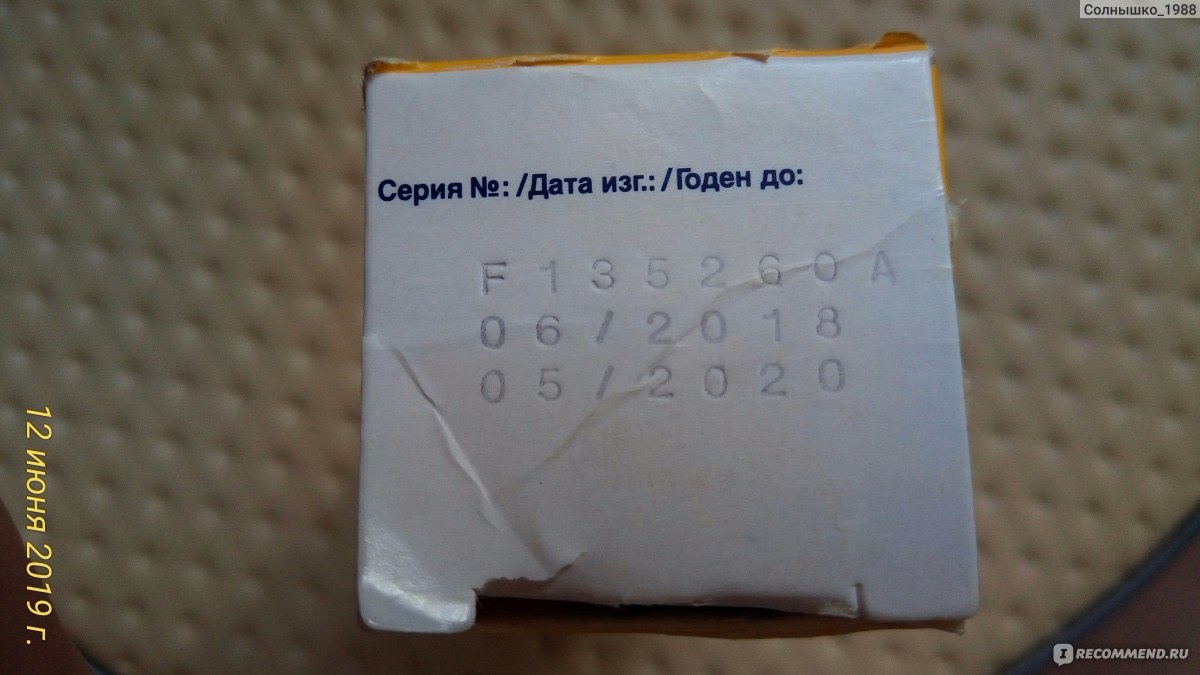 Солнышко_1988
Серия №: /Дата изг.: /Годен до:
F135260A
06/2018
05/2020
12 июня 2019 г.
I RECOMMEND.RU